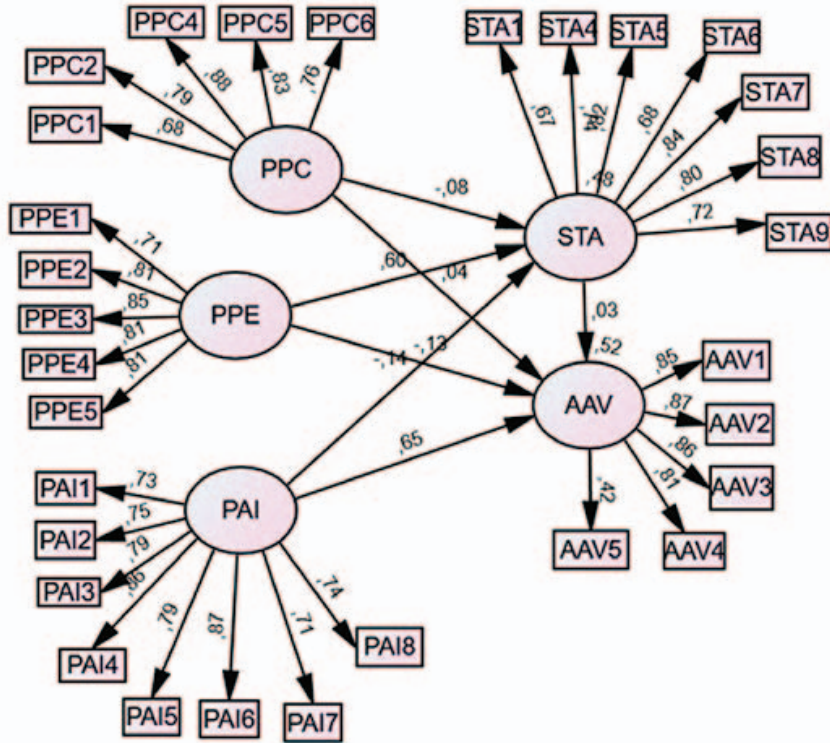 PPC4
PPC5
PPC6
STA1
STA4
STA5
STA6
PPC2
PPC1
STA7
STA8
STA9
,68
,79
,88
,83
,76
,67
,82
,68
,84
,80
,72
,48
PPC
STA
-,08
PPE1
PPE2
PPE3
PPE4
PPE5
,71
,81
,85
,81
,81
PPE
,60
,04
,03
-,14
-,13
,52
AAV
,85
,87
,86
,81
,42
AAV1
AAV2
AAV3
AAV4
AAV5
,65
PAI1
PAI2
PAI3
PAI4
PAI5
PAI6
PAI7
PAI8
,73
,75
,79
,86
,79
,87
,71
,74
PAI